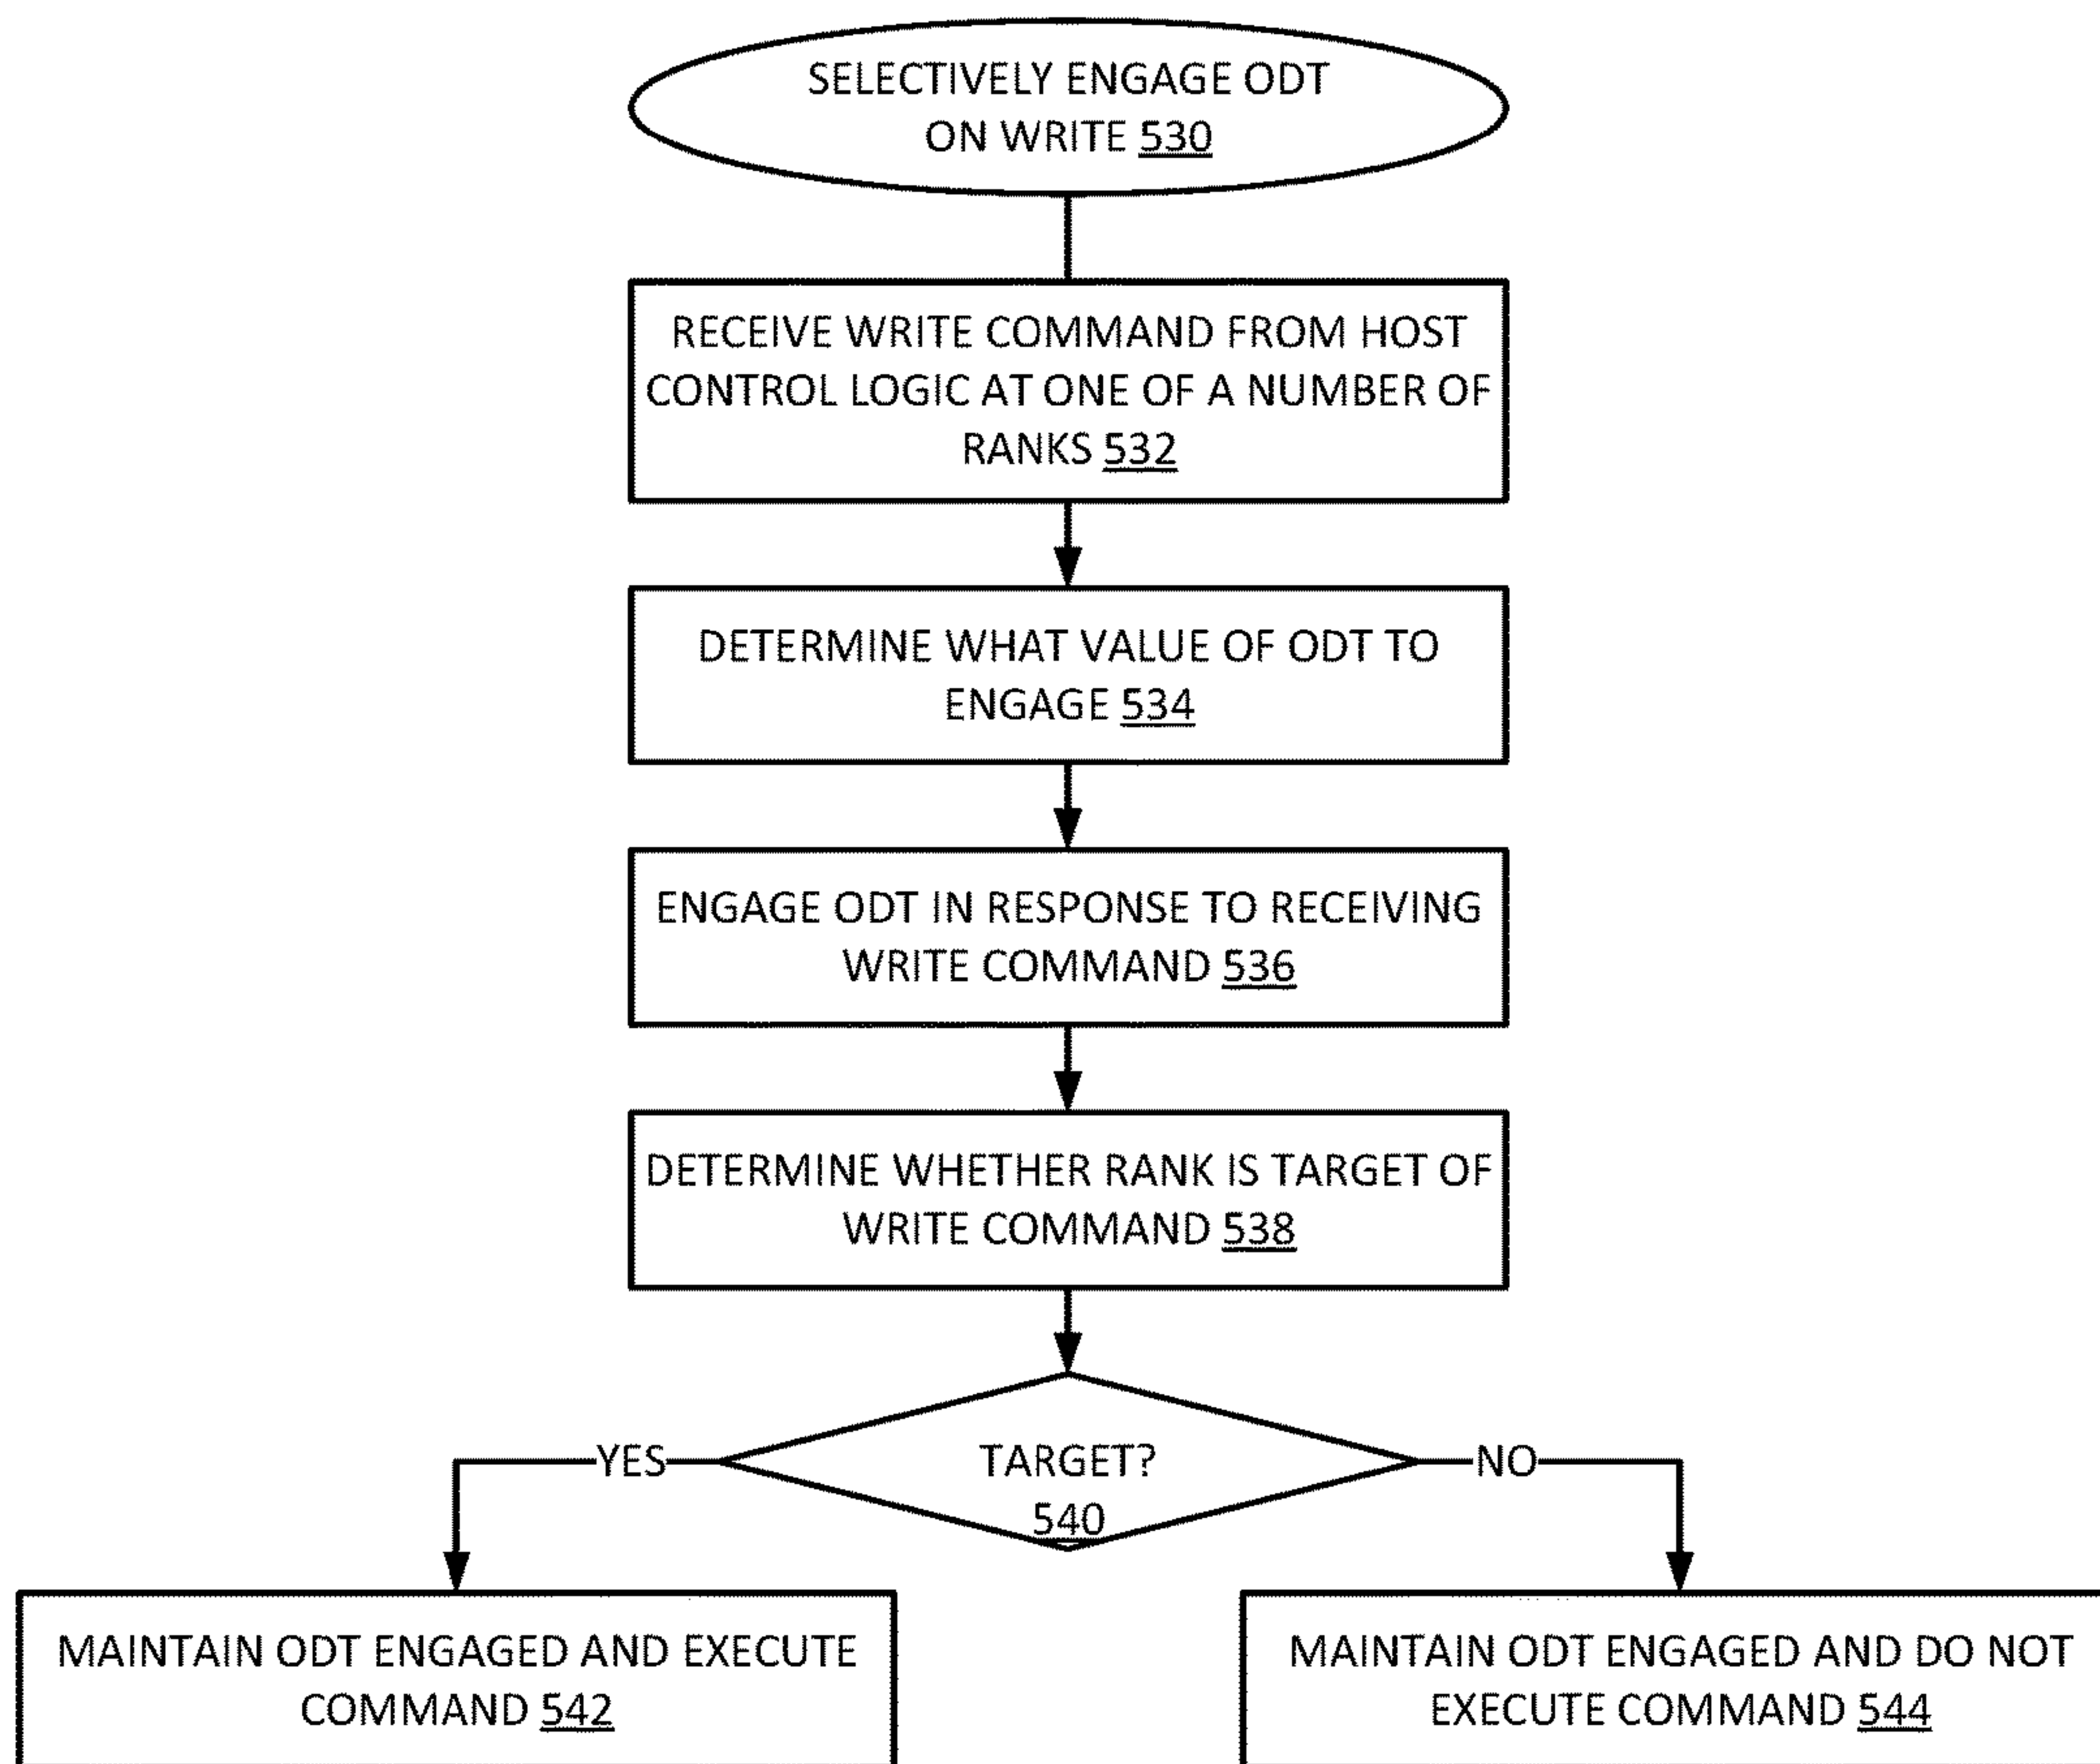 SELECTIVELY ENGAGE ODT
ON WRITE 530
RECEIVE WRITE COMMAND FROM HOST
CONTROL LOGIC AT ONE OF A NUMBER OF
RANKS 532
DETERMINE WHAT VALUE OF ODT TO
ENGAGE 534
ENGAGE ODT IN RESPONSE TO RECEIVING
WRITE COMMAND 536
DETERMINE WHETHER RANK IS TARGET OF
WRITE COMMAND 538
YES
TARGET?
540
NO
MAINTAIN ODT ENGAGED AND EXECUTE
COMMAND 542
MAINTAIN ODT ENGAGED AND DO NOT
EXECUTE COMMAND 544